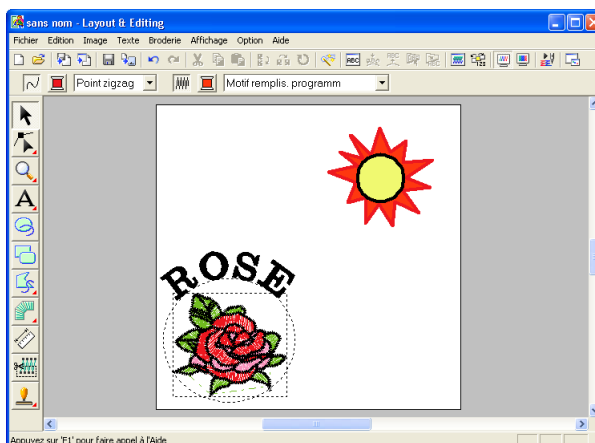 sans nom - Layout & Editing
Fichier Edition Image Texte Broderie Affichage Option Aide
Point zigzag Motif remplis. programm
A
ROSE
Appuyez sur 'F1' pour faire appel à l'Aide